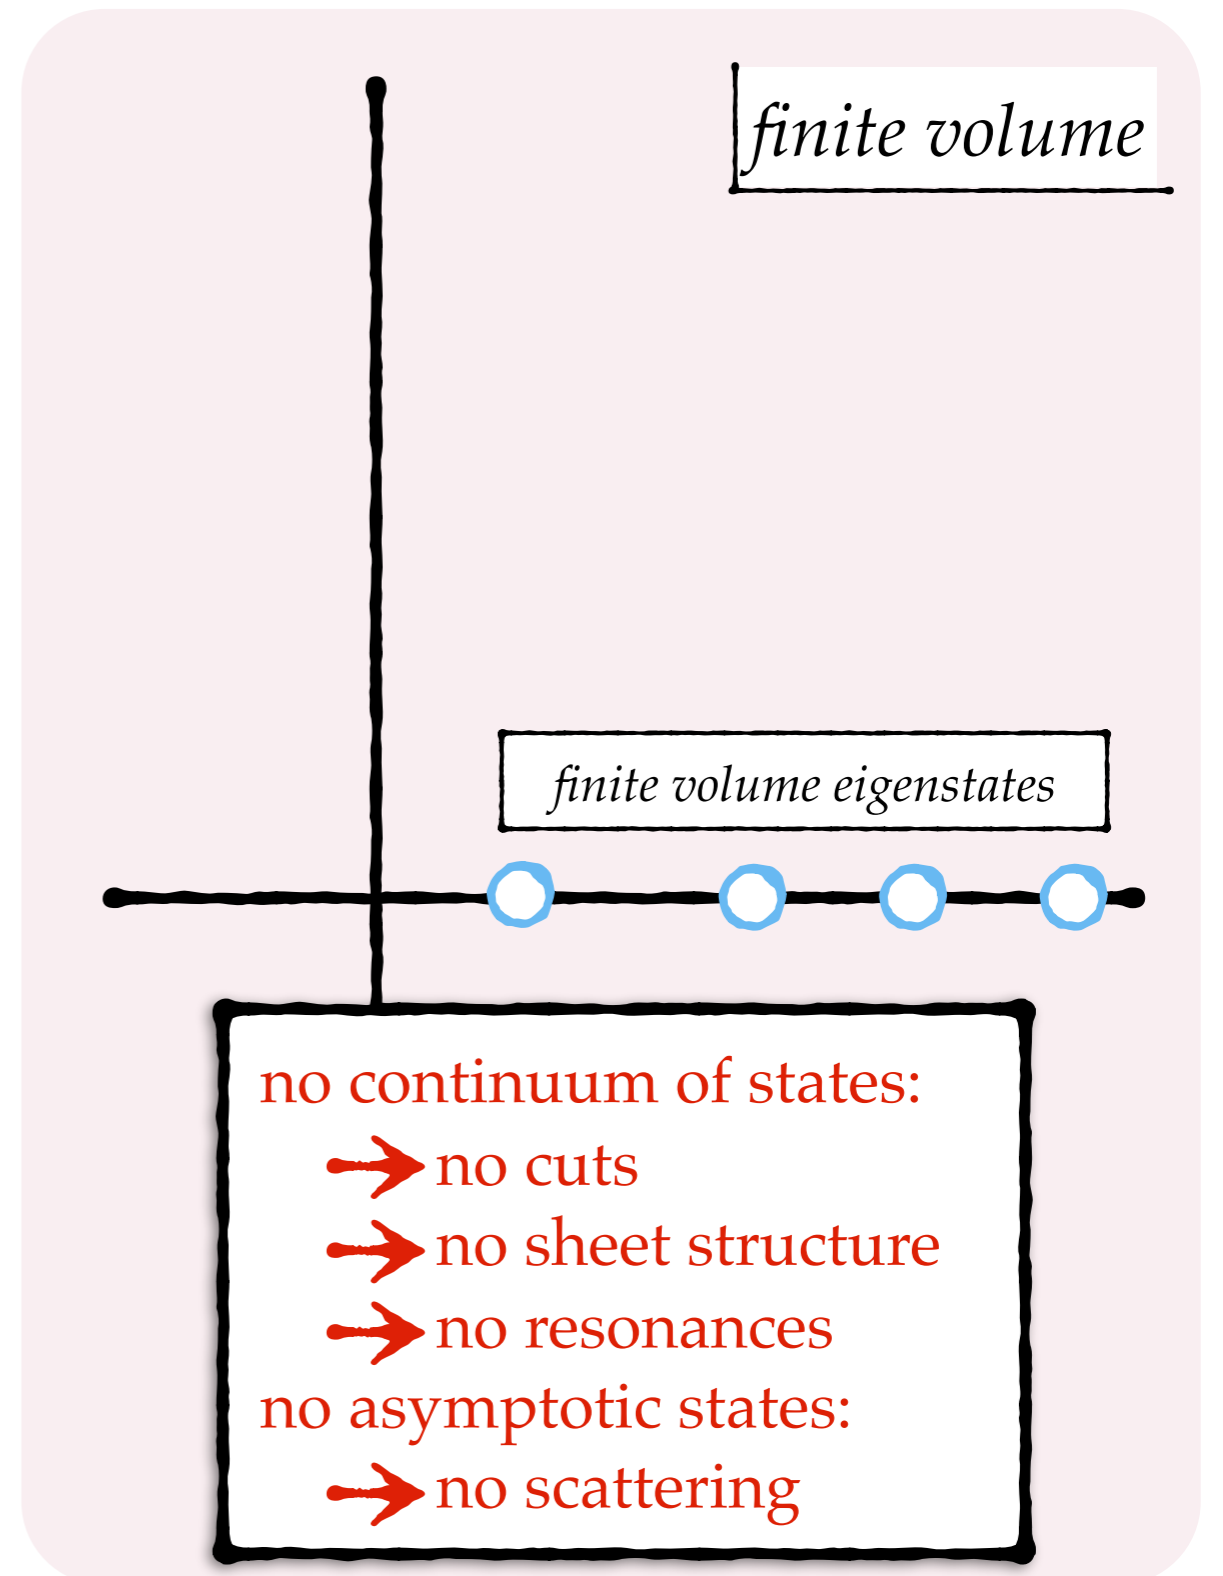 finite volume
finite volume eigenstates
no continuum of states:
no cuts
no sheet structure
no resonances
no asymptotic states:
no scattering